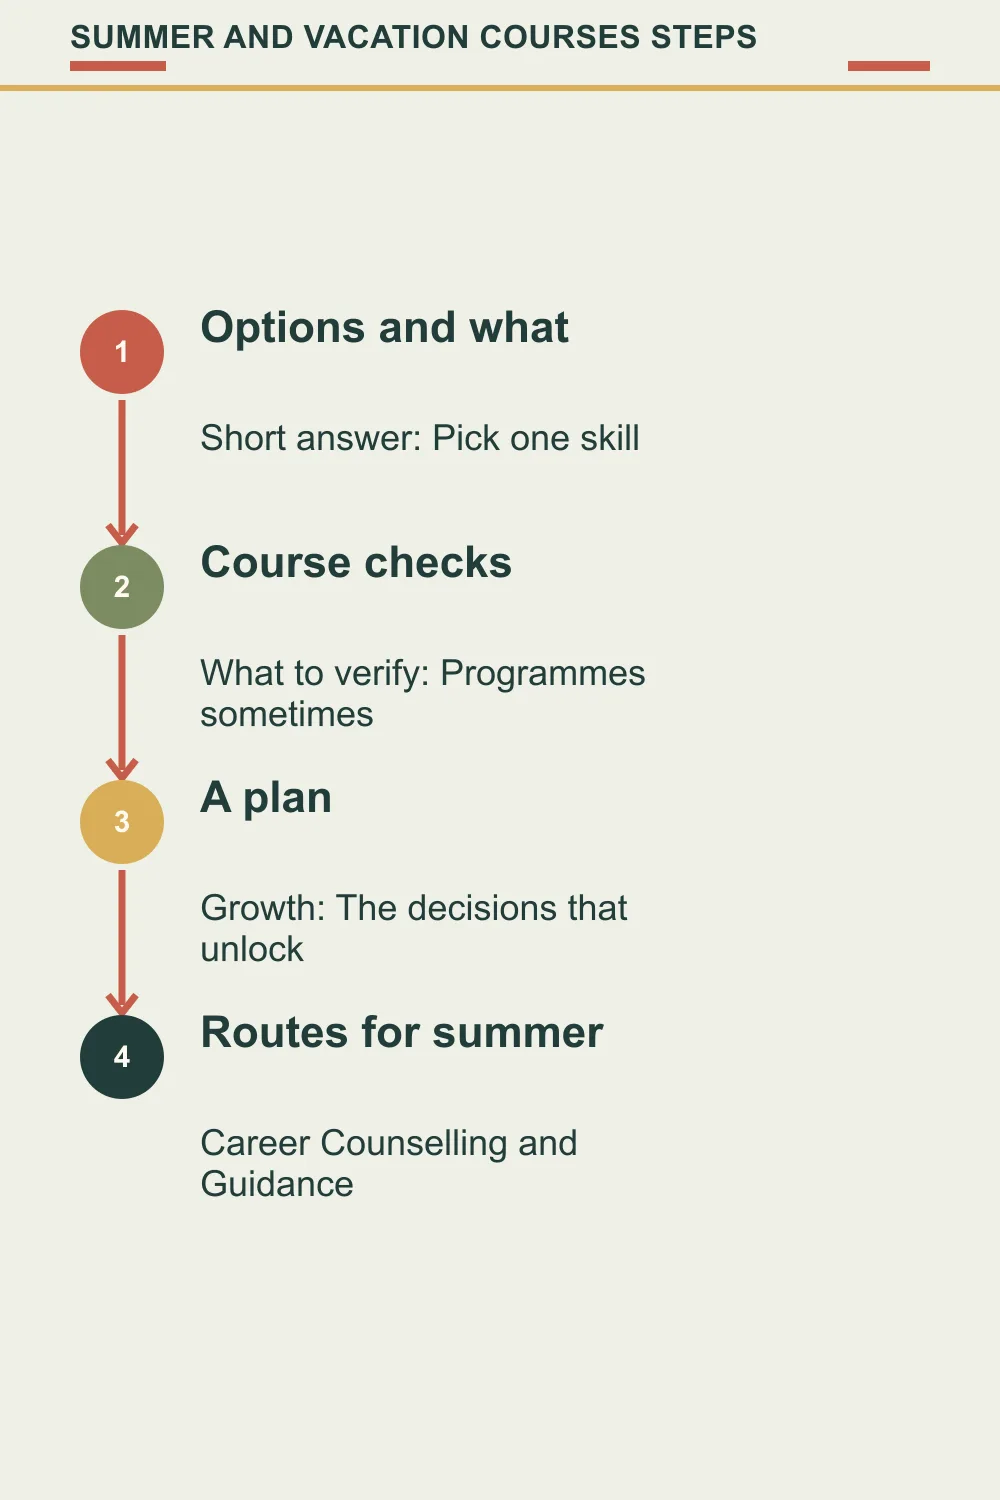 SUMMER AND VACATION COURSES STEPS
1
Options and what
Short answer: Pick one skill
2
Course checks
What to verify: Programmes
sometimes
3
A plan
Growth: The decisions that
unlock
4
Routes for summer
Career Counselling and
Guidance